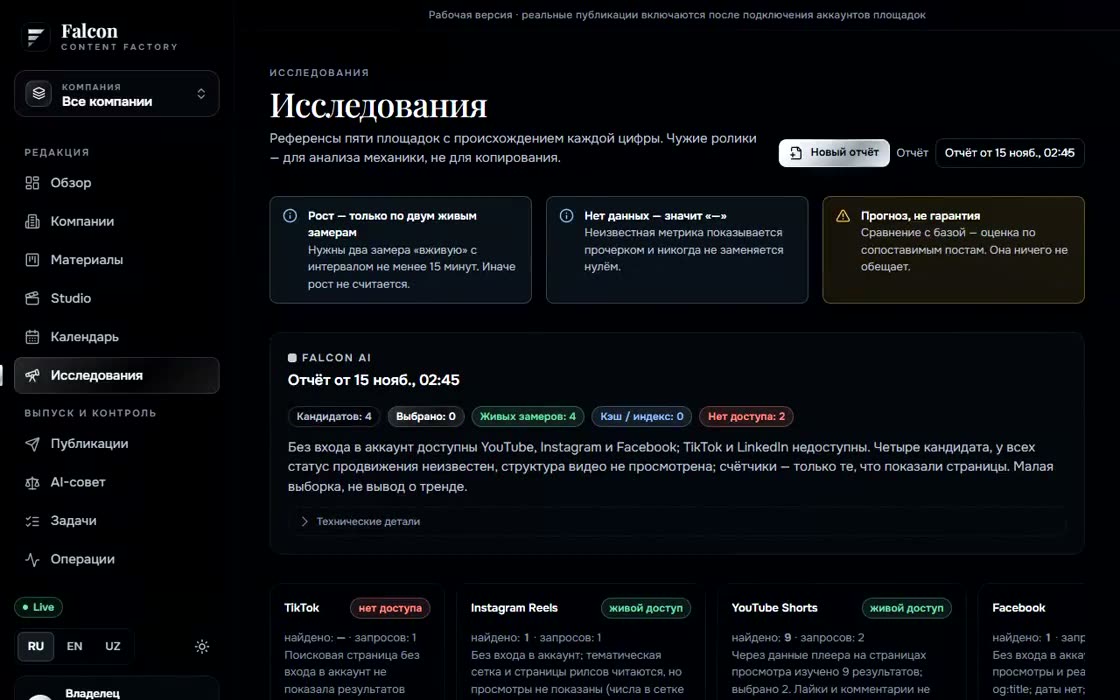 Рабочая версия · реальные публикации включаются после подключения аккаунтов площадок
Falcon
CONTENT FACTORY
КОМПАНИЯ
Все компании
РЕДАКЦИЯ
Обзор
Компании
Материалы
Studio
Календарь
Исследования
ВЫПУСК И КОНТРОЛЬ
Публикации
AI-совет
Задачи
Операции
Live
RU EN UZ
Владелец
ИССЛЕДОВАНИЯ
Исследования
Референсы пяти площадок с происхождением каждой цифры. Чужие ролики
— для анализа механики, не для копирования.
Новый отчёт
Отчёт
Отчёт от 15 нояб., 02:45
Рост — только по двум живым
замерам
Нужны два замера «вживую» с
интервалом не менее 15 минут. Иначе
рост не считается.
Нет данных — значит «—»
Неизвестная метрика показывается
прочерком и никогда не заменяется
нулём.
Прогноз, не гарантия
Сравнение с базой — оценка по
сопоставимым постам. Она ничего не
обещает.
FALCON AI
Отчёт от 15 нояб., 02:45
Кандидатов: 4
Выбрано: 0
Живых замеров: 4
Кэш / индекс: 0
Нет доступа: 2
Без входа в аккаунт доступны YouTube, Instagram и Facebook; TikTok и LinkedIn недоступны. Четыре кандидата, у всех
статус продвижения неизвестен, структура видео не просмотрена; счётчики — только те, что показали страницы. Малая
выборка, не вывод о тренде.
Технические детали
TikTok
нет доступа
найдено: — · запросов: 1
Поисковая страница без
входа в аккаунт не
показала результатов
Instagram Reels
живой доступ
найдено: 1 · запросов: 1
Без входа в аккаунт; тематическая
сетка и страницы рилсов читаются, но
просмотры не показаны (числа в сетке
YouTube Shorts
живой доступ
найдено: 9 · запросов: 2
Через данные плеера на страницах
просмотра изучено 9 результатов;
выбрано 2. Лайки и комментарии не
Facebook
найдено: 1 · запр
Без входа в акка
просмотры и реа
og:title; даты нет;